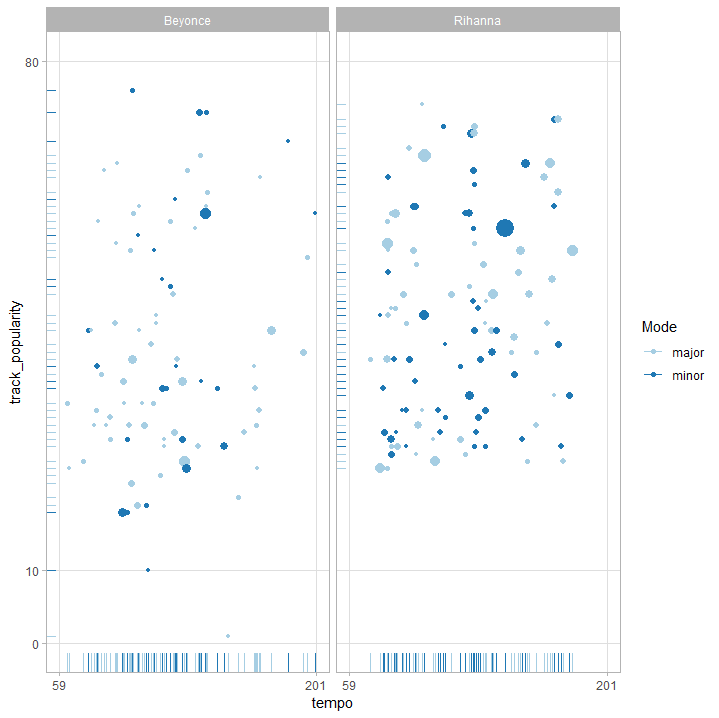 Beyonce
Rihanna
80
10
0
track_popularity
59
201
59
201
tempo
Mode
major
minor